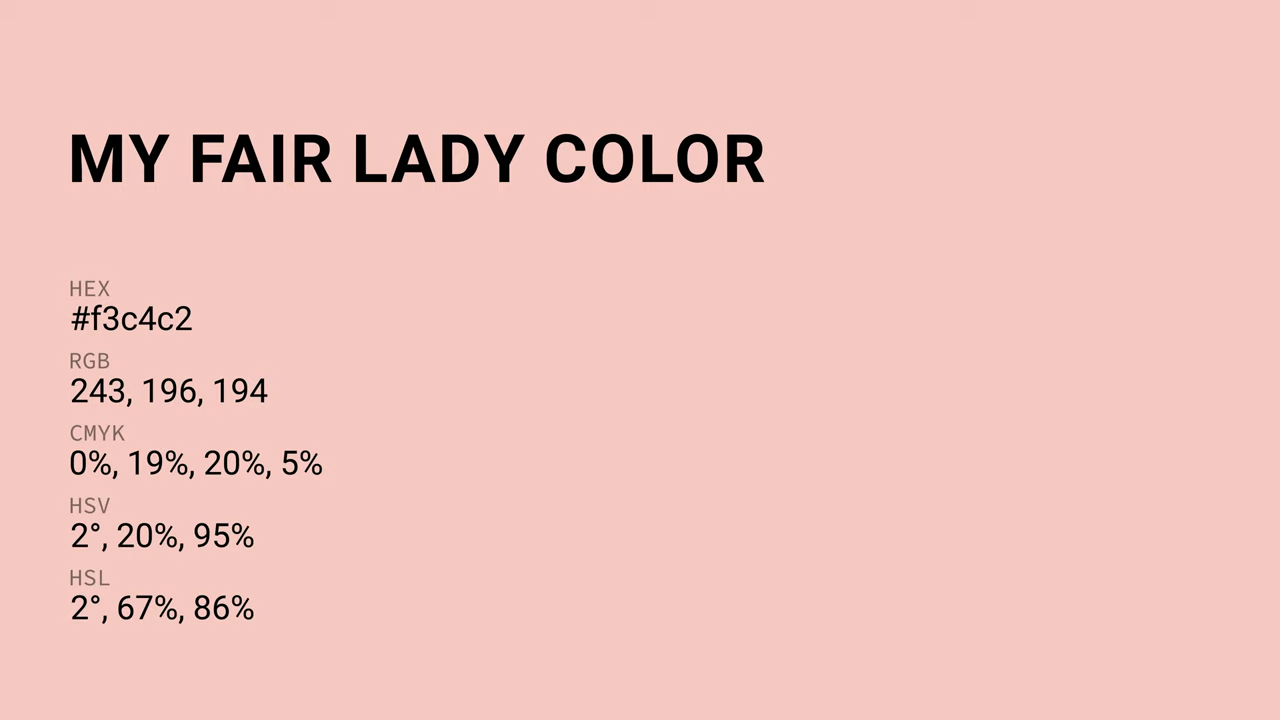 MY FAIR LADY COLOR
HEX
#f3c4c2
RGB
243, 196, 194
CMYK
0%, 19%, 20%, 5%
HSV
2°, 20%, 95%
HSL
2°, 67%, 86%